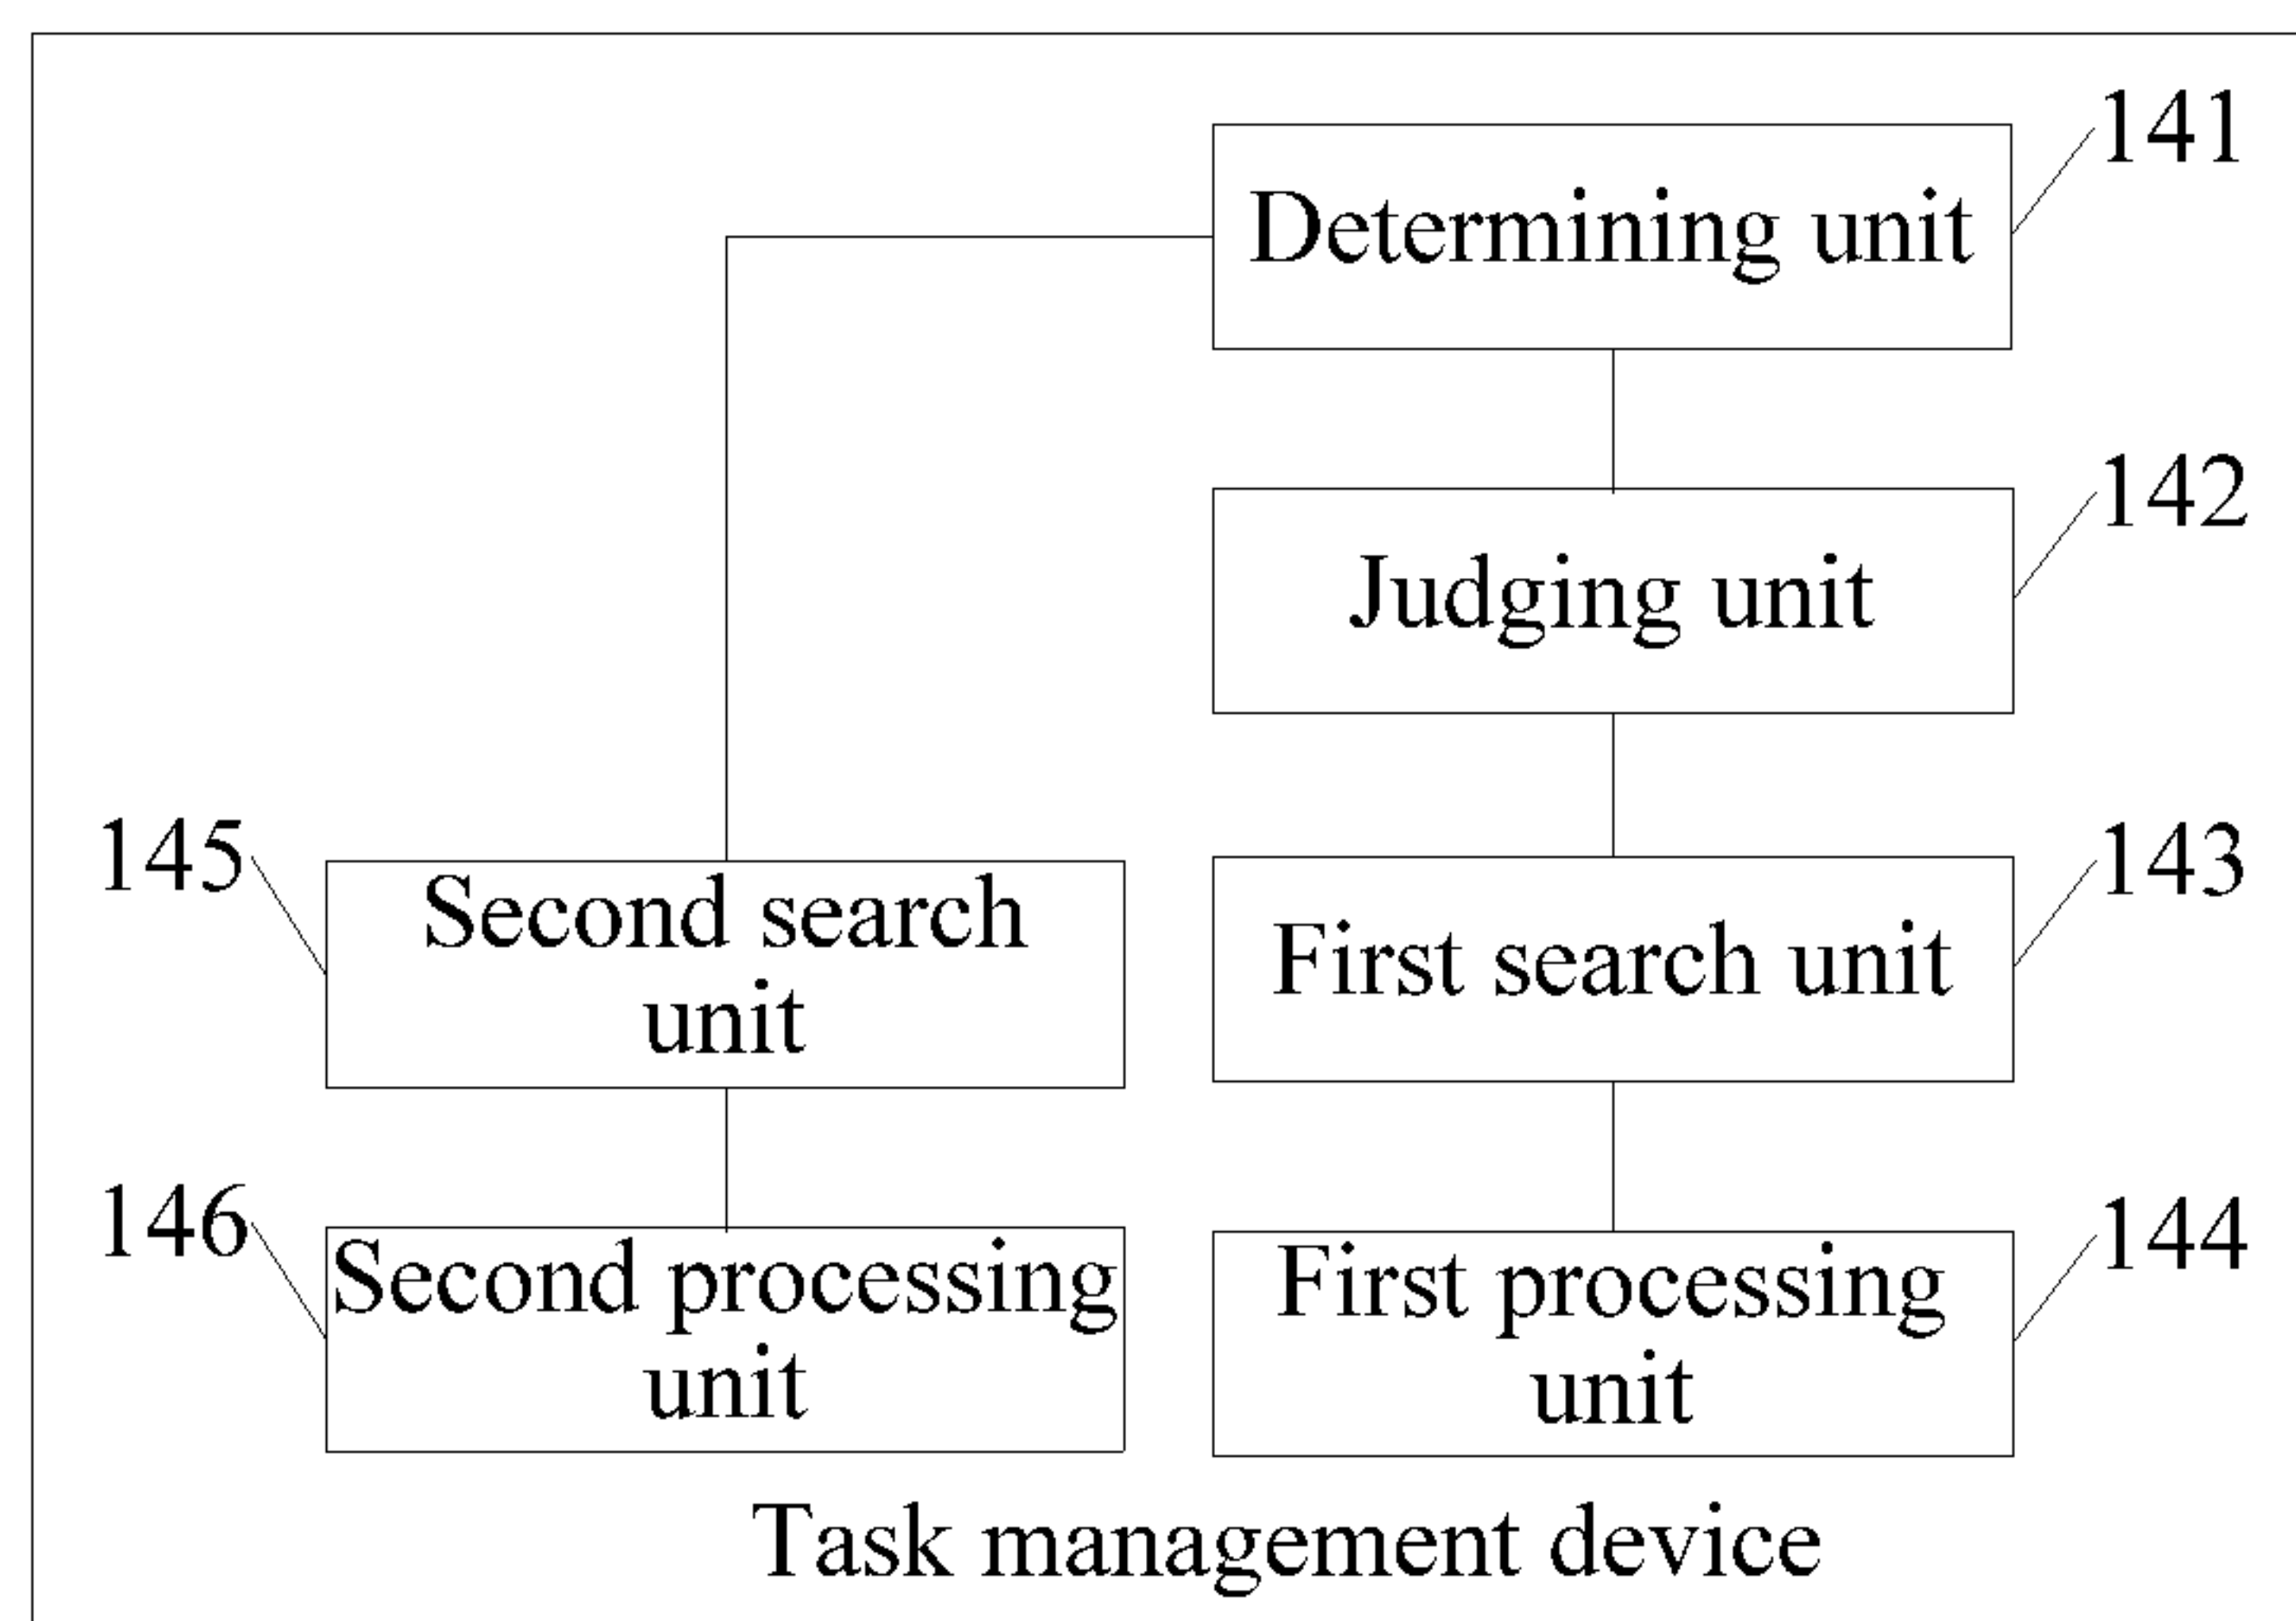 141
Determining unit
142
Judging unit
145
Second search
unit
143
First search unit
146
Second processing
unit
144
First processing
unit
Task management device